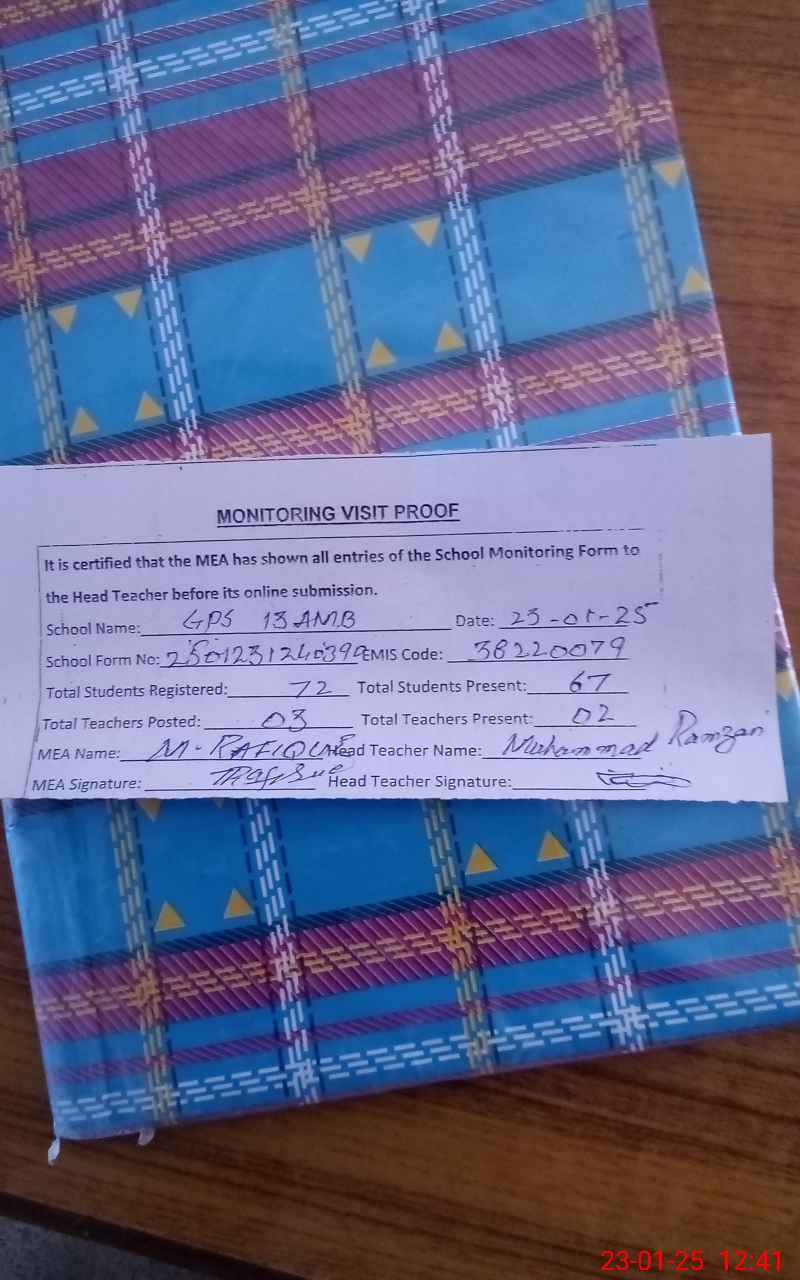 MONITORING VISIT PROOF
It is certified that the MEA has shown all entries of the School Monitoring Form to
the Head Teacher before its online submission.
School Name: GPS 13 AMB Date: 23-01-25
School Form No: 250123124039 EMIS Code: 38220079
Total Students Registered: 72 Total Students Present: 67
Total Teachers Posted: 03 Total Teachers Present: 02
MEA Name: M-RAFIQUE Head Teacher Name: Muhammad Ramzan
MEA Signature: Head Teacher Signature:
23-01-25 12:41